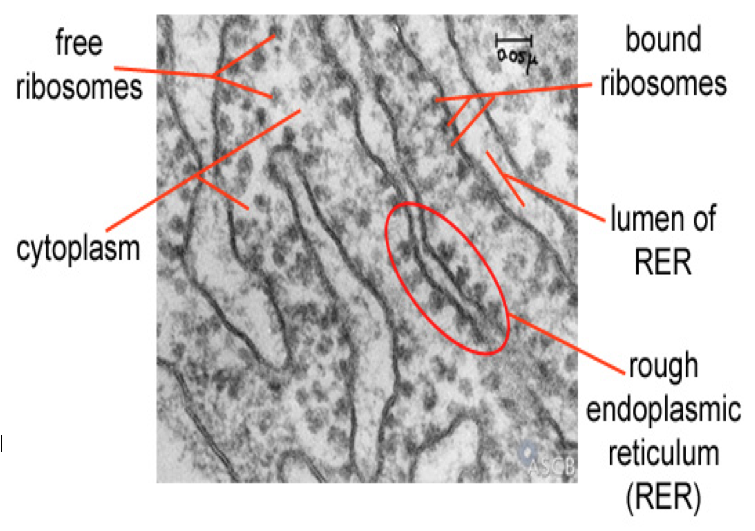 free
ribosomes
cytoplasm
0.05µ
bound
ribosomes
lumen of
RER
rough
endoplasmic
reticulum
(RER)
ASCB